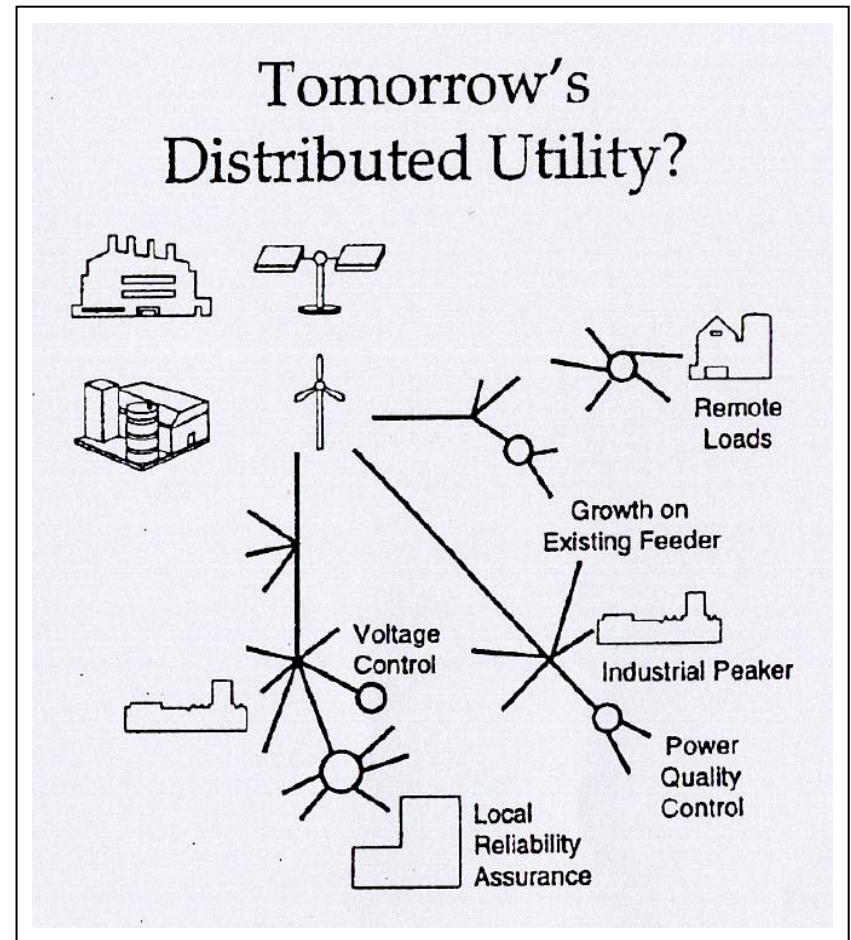 Tomorrow's
Distributed Utility?
Remote
Loads
Growth on
Existing Feeder
Voltage
Control
Industrial Peaker
Power
Quality
Control
Local
Reliability
Assurance